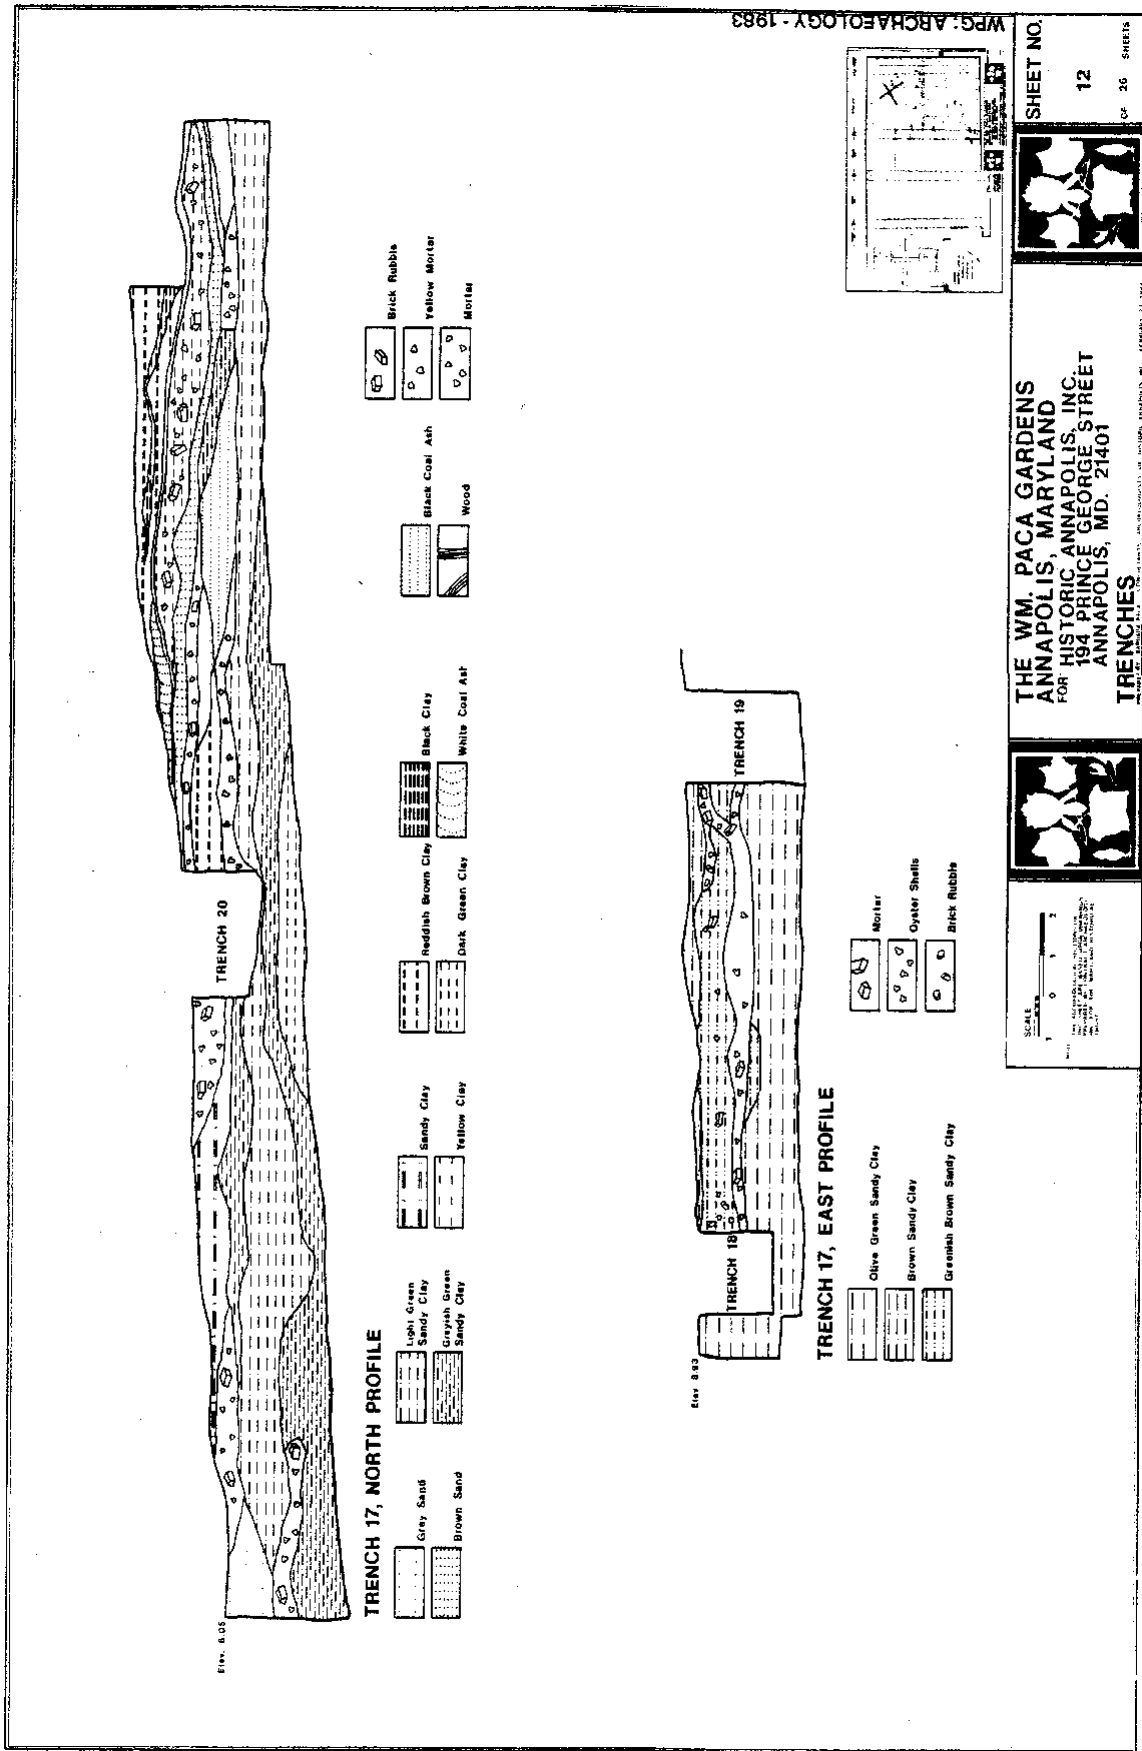 WPG: ARCHAEOLOGY - 1983
Elev. 8.05
TRENCH 20
TRENCH 17, NORTH PROFILE
Grey Sand
Brown Sand
Light Green
Sandy Clay
Greyish Green
Sandy Clay
Sandy Clay
Yellow Clay
Reddish Brown Clay
Dark Green Clay
Black Clay
White Coal Ash
Black Coal Ash
Wood
Brick Rubble
Yellow Mortar
Mortar
Elev 8.93
TRENCH 18
TRENCH 19
TRENCH 17, EAST PROFILE
Olive Green Sandy Clay
Brown Sandy Clay
Greenish Brown Sandy Clay
Mortar
Oyster Shells
Brick Rubble
SCALE
1 0 1 2
THE WM. PACA GARDENS
ANNAPOLIS, MARYLAND
FOR HISTORIC ANNAPOLIS, INC.
194 PRINCE GEORGE STREET
ANNAPOLIS, MD. 21401
TRENCHES
SHEET NO.
12
OF 26 SHEETS